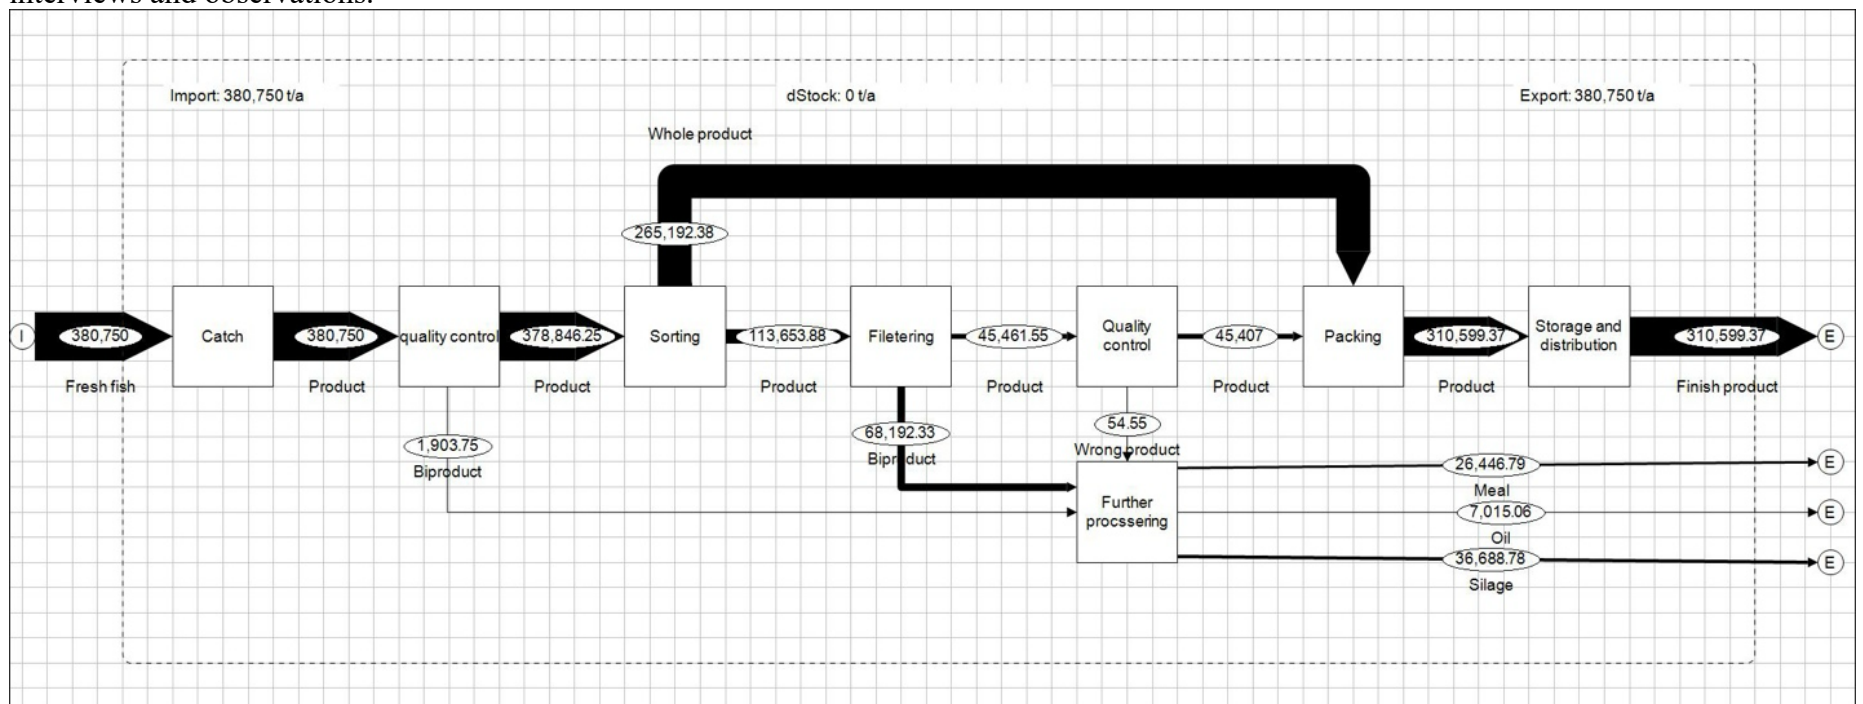 interviews and observations.
Import: 380,750 t/a
dStock: 0 t/a
Export: 380,750 t/a
Whole product
265,192.38
I
380,750
Fresh fish
Catch
380,750
Product
quality control
378,846.25
Product
Sorting
113,653.88
Product
Filetering
45,461.55
Product
Quality
control
45,407
Product
Packing
310,599.37
Product
Storage and
distribution
310,599.37
Finish product
E
1,903.75
Biproduct
68,192.33
Biproduct
54.55
Wrong product
Further
procssering
26,446.79
Meal
E
7,015.06
Oil
E
36,688.78
Silage
E